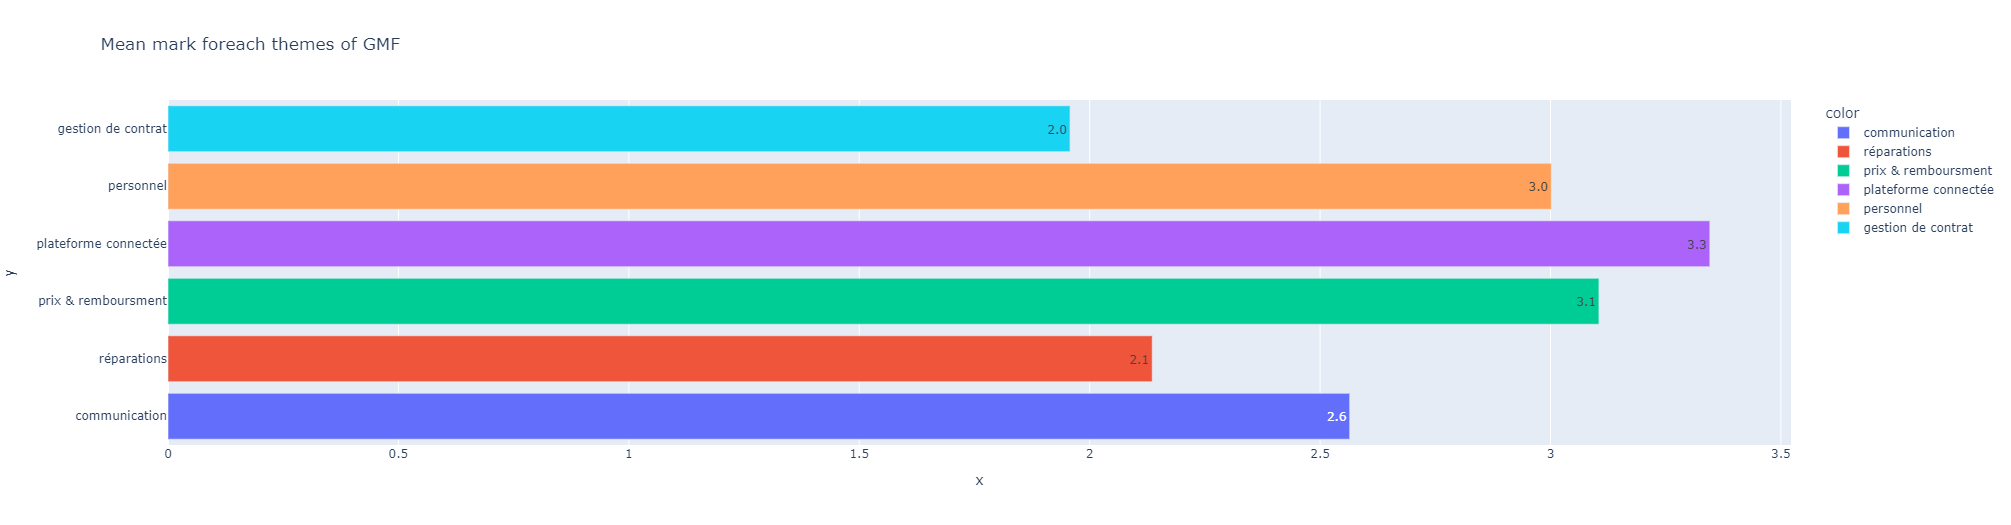 Mean mark foreach themes of GMF
gestion de contrat
2.0
personnel
3.0
plateforme connectée
3.3
prix & remboursment
3.1
réparations
2.1
communication
2.6
y
0
0.5
1
1.5
2
2.5
3
3.5
x
color
communication
réparations
prix & remboursment
plateforme connectée
personnel
gestion de contrat